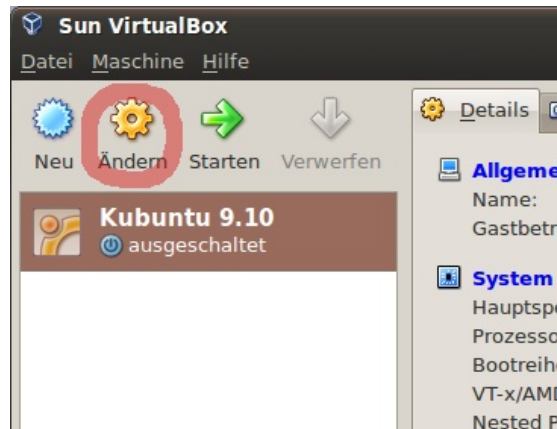 Sun VirtualBox
Datei Maschine Hilfe
Neu Ändern Starten Verwerfen
Kubuntu 9.10
ausgeschaltet
Details
Allgeme
Name:
Gastbetr
System
Hauptsp
Prozesso
Bootreih
VT-x/AM
Nested P